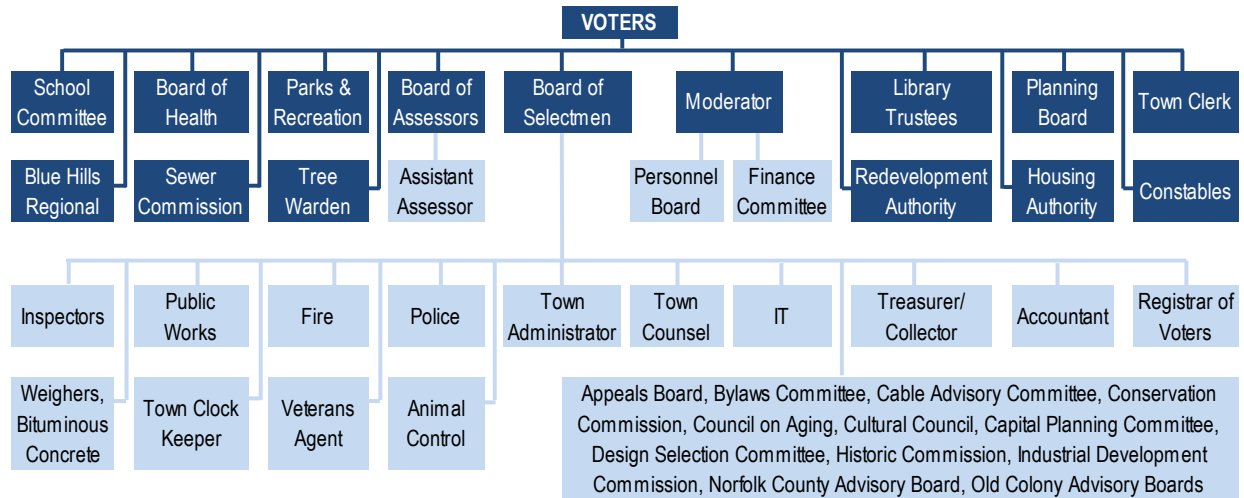 VOTERS
School
Committee
Board of
Health
Parks &
Recreation
Board of
Assessors
Board of
Selectmen
Moderator
Library
Trustees
Planning
Board
Town Clerk
Blue Hills
Regional
Sewer
Commission
Tree
Warden
Assistant
Assessor
Personnel
Board
Finance
Committee
Redevelopment
Authority
Housing
Authority
Constables
Inspectors
Public
Works
Fire
Police
Town
Administrator
Town
Counsel
IT
Treasurer/
Collector
Accountant
Registrar of
Voters
Weighers,
Bituminous
Concrete
Town Clock
Keeper
Veterans
Agent
Animal
Control
Appeals Board, Bylaws Committee, Cable Advisory Committee, Conservation
Commission, Council on Aging, Cultural Council, Capital Planning Committee,
Design Selection Committee, Historic Commission, Industrial Development
Commission, Norfolk County Advisory Board, Old Colony Advisory Boards